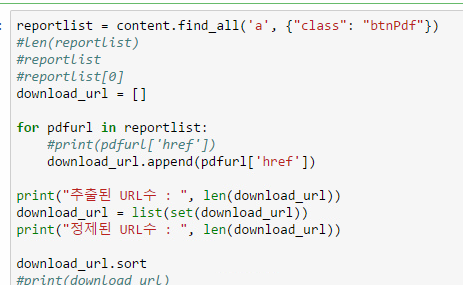 reportlist = content.find_all('a', {"class": "btnPdf"})
#len(reportlist)
#reportlist
#reportlist[0]
download_url = []

for pdfurl in reportlist:
    #print(pdfurl['href'])
    download_url.append(pdfurl['href'])

print("추출된 URL수 : ", len(download_url))
download_url = list(set(download_url))
print("정제된 URL수 : ", len(download_url))

download_url.sort
#print(download_url)